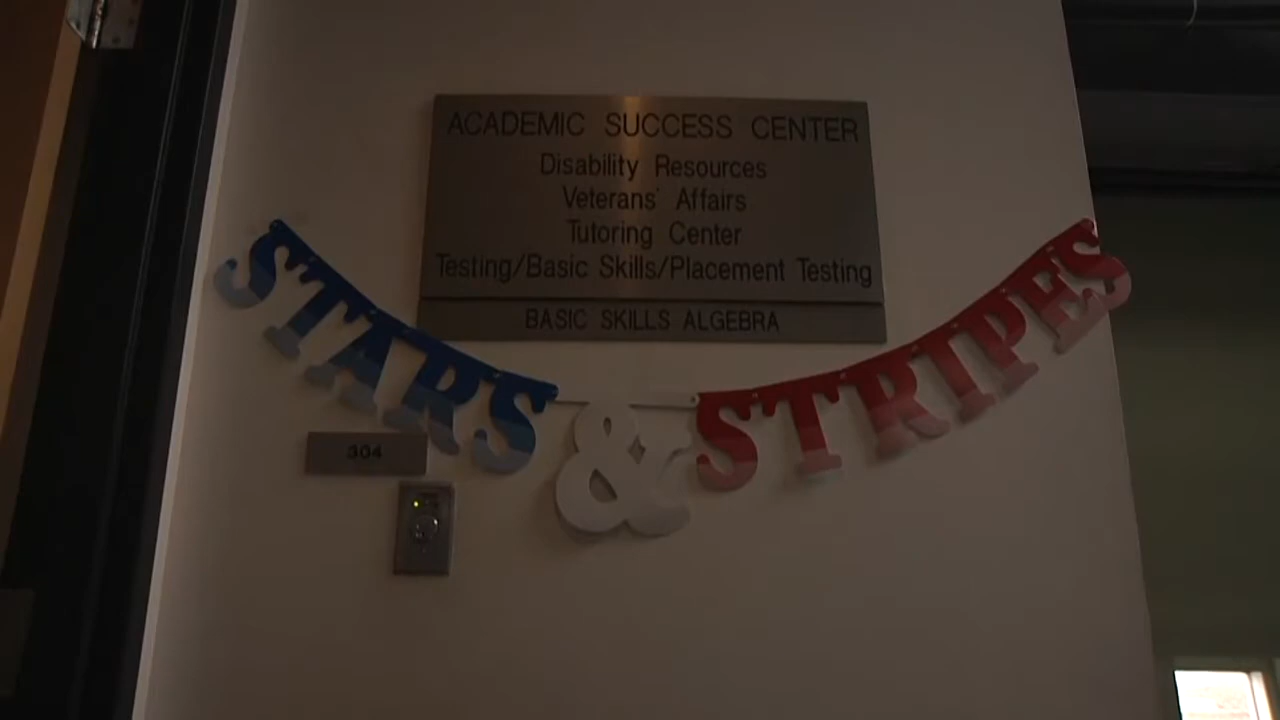 ACADEMIC SUCCESS CENTER
Disability Resources
Veterans' Affairs
Tutoring Center
Testing/Basic Skills/Placement Testing
BASIC SKILLS ALGEBRA
STARS & STRIPES
304